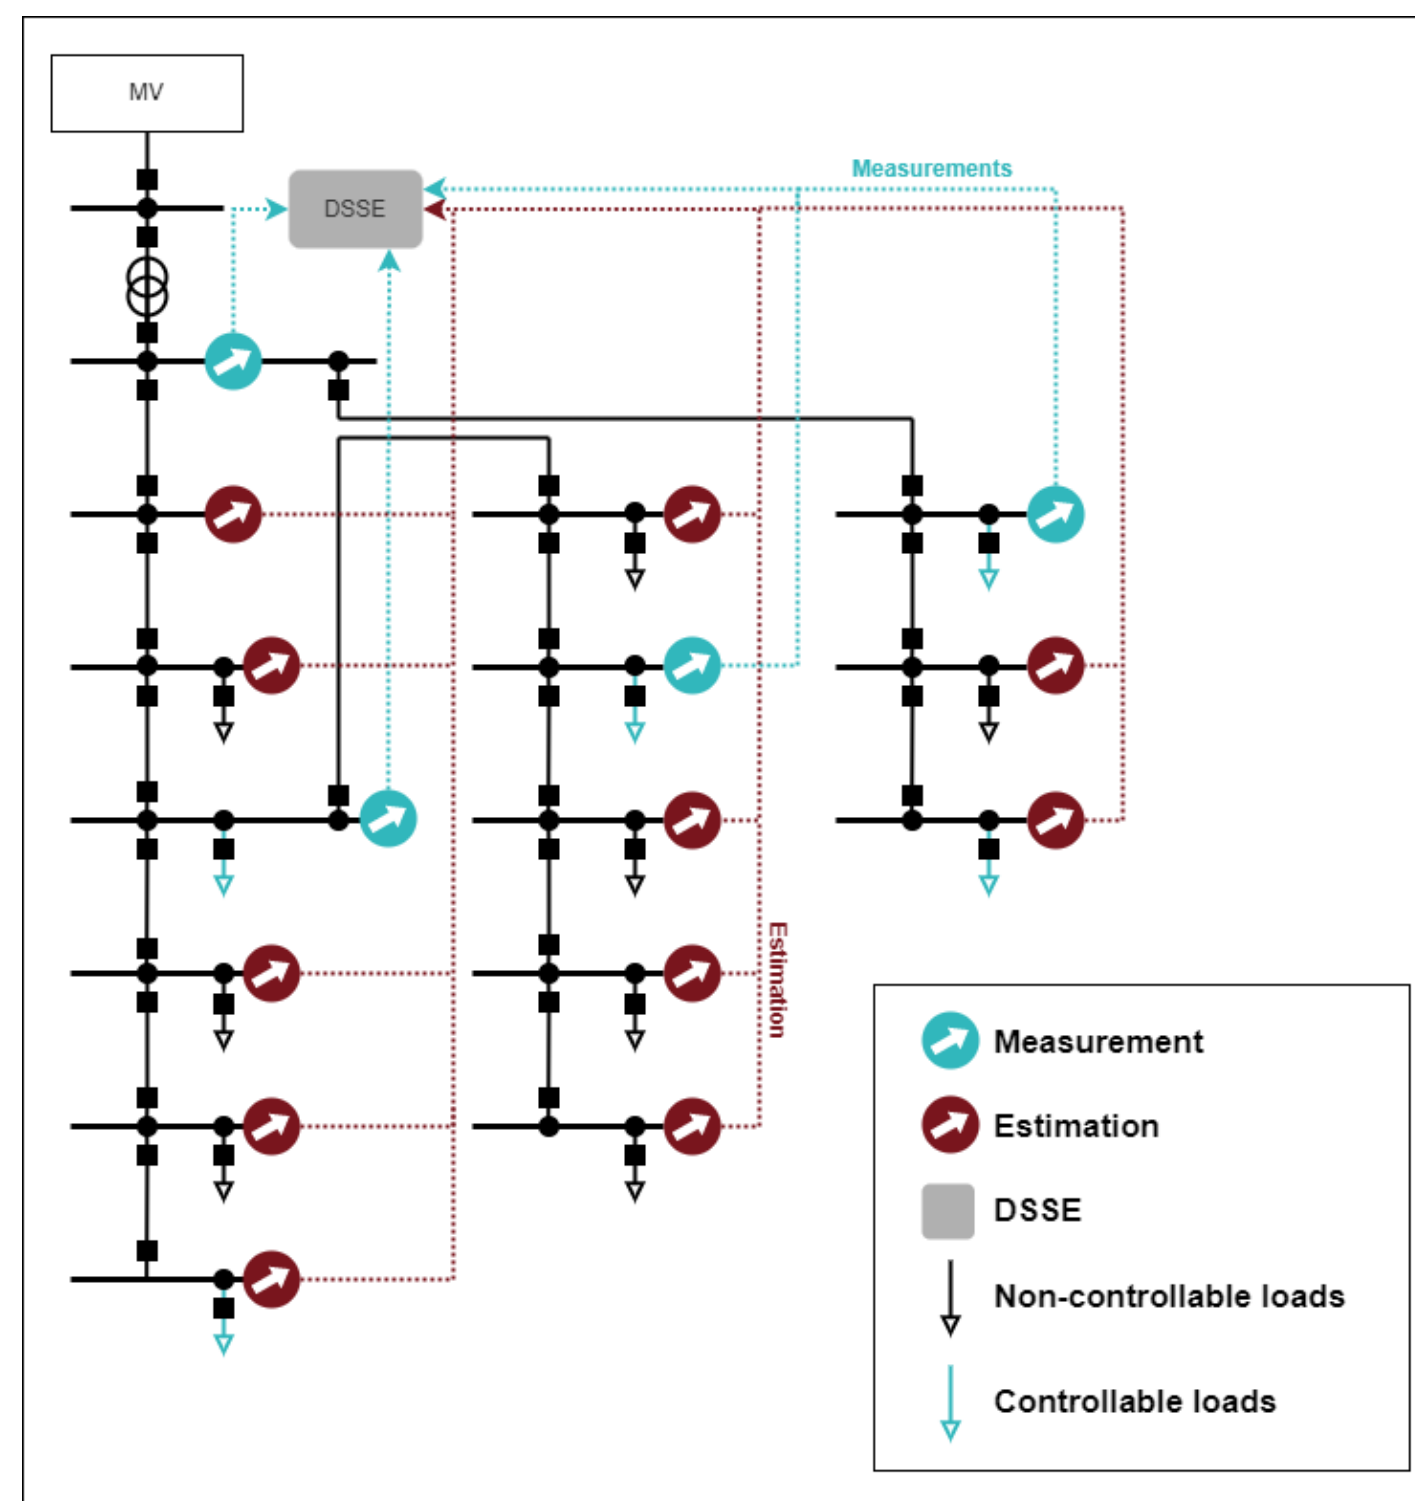 MV
Measurements
DSSE
Estimation
Measurement
Estimation
DSSE
Non-controllable loads
Controllable loads